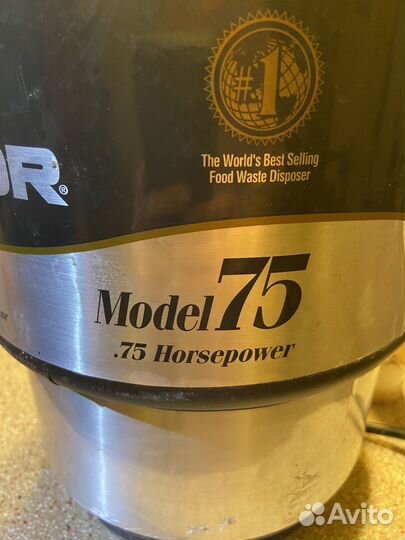 #1
The World's Best Selling
Food Waste Disposer
OR®
Model 75
.75 Horsepower
Avito